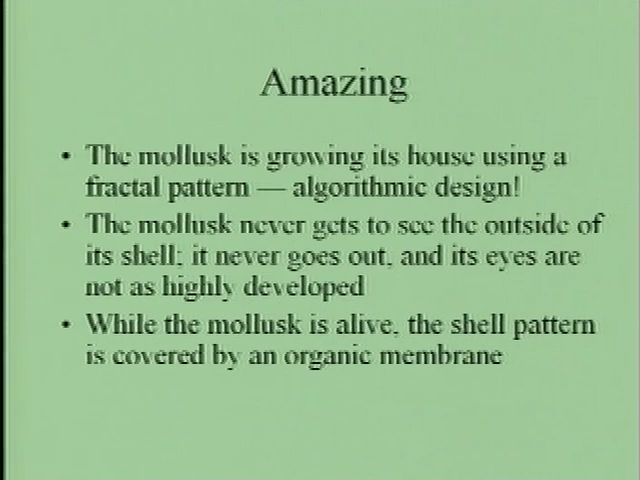 Amazing
• The mollusk is growing its house using a
fractal pattern — algorithmic design!
• The mollusk never gets to see the outside of
its shell; it never goes out, and its eyes are
not as highly developed
• While the mollusk is alive, the shell pattern
is covered by an organic membrane